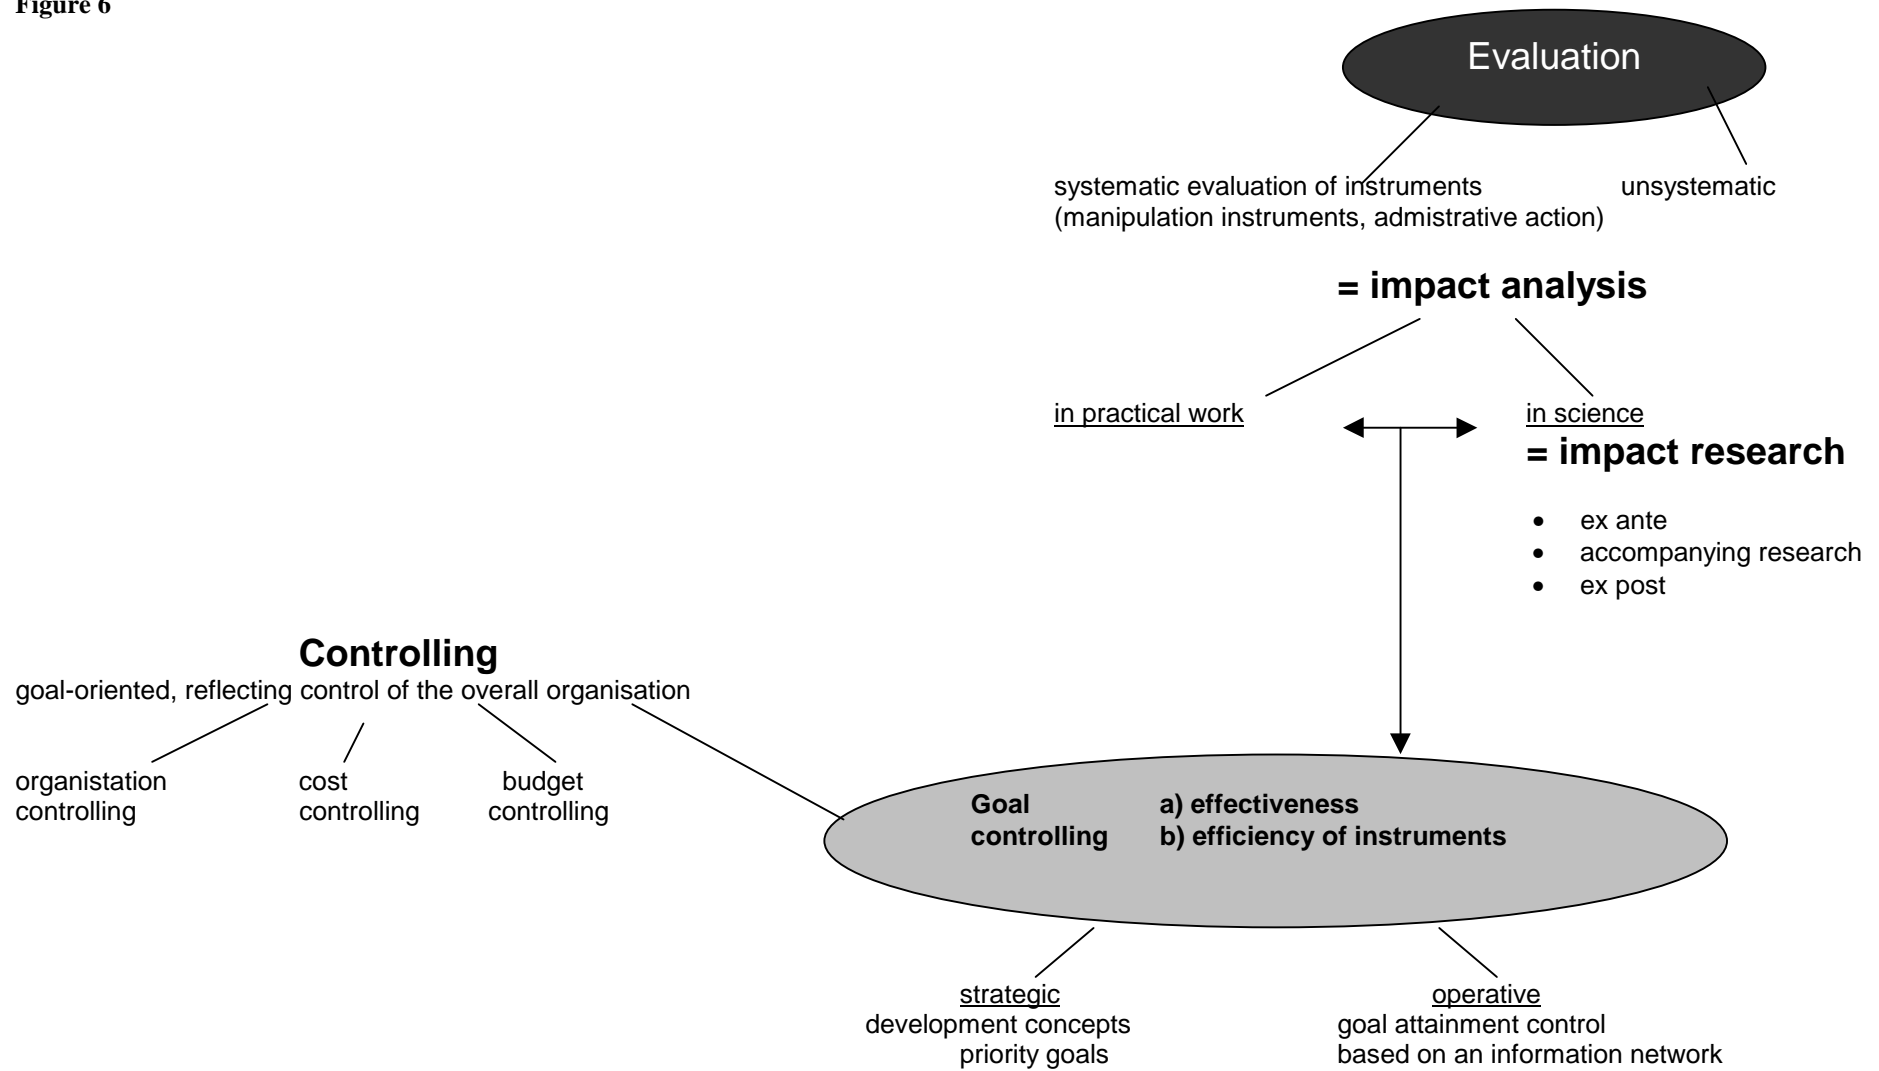 Figure 6
Evaluation
systematic evaluation of instruments
(manipulation instruments, admistrative action)
unsystematic
= impact analysis
in practical work
in science
= impact research
• ex ante
• accompanying research
• ex post
Controlling
goal-oriented, reflecting control of the overall organisation
organistation
controlling
cost
controlling
budget
controlling
Goal
controlling
a) effectiveness
b) efficiency of instruments
strategic
development concepts
priority goals
operative
goal attainment control
based on an information network